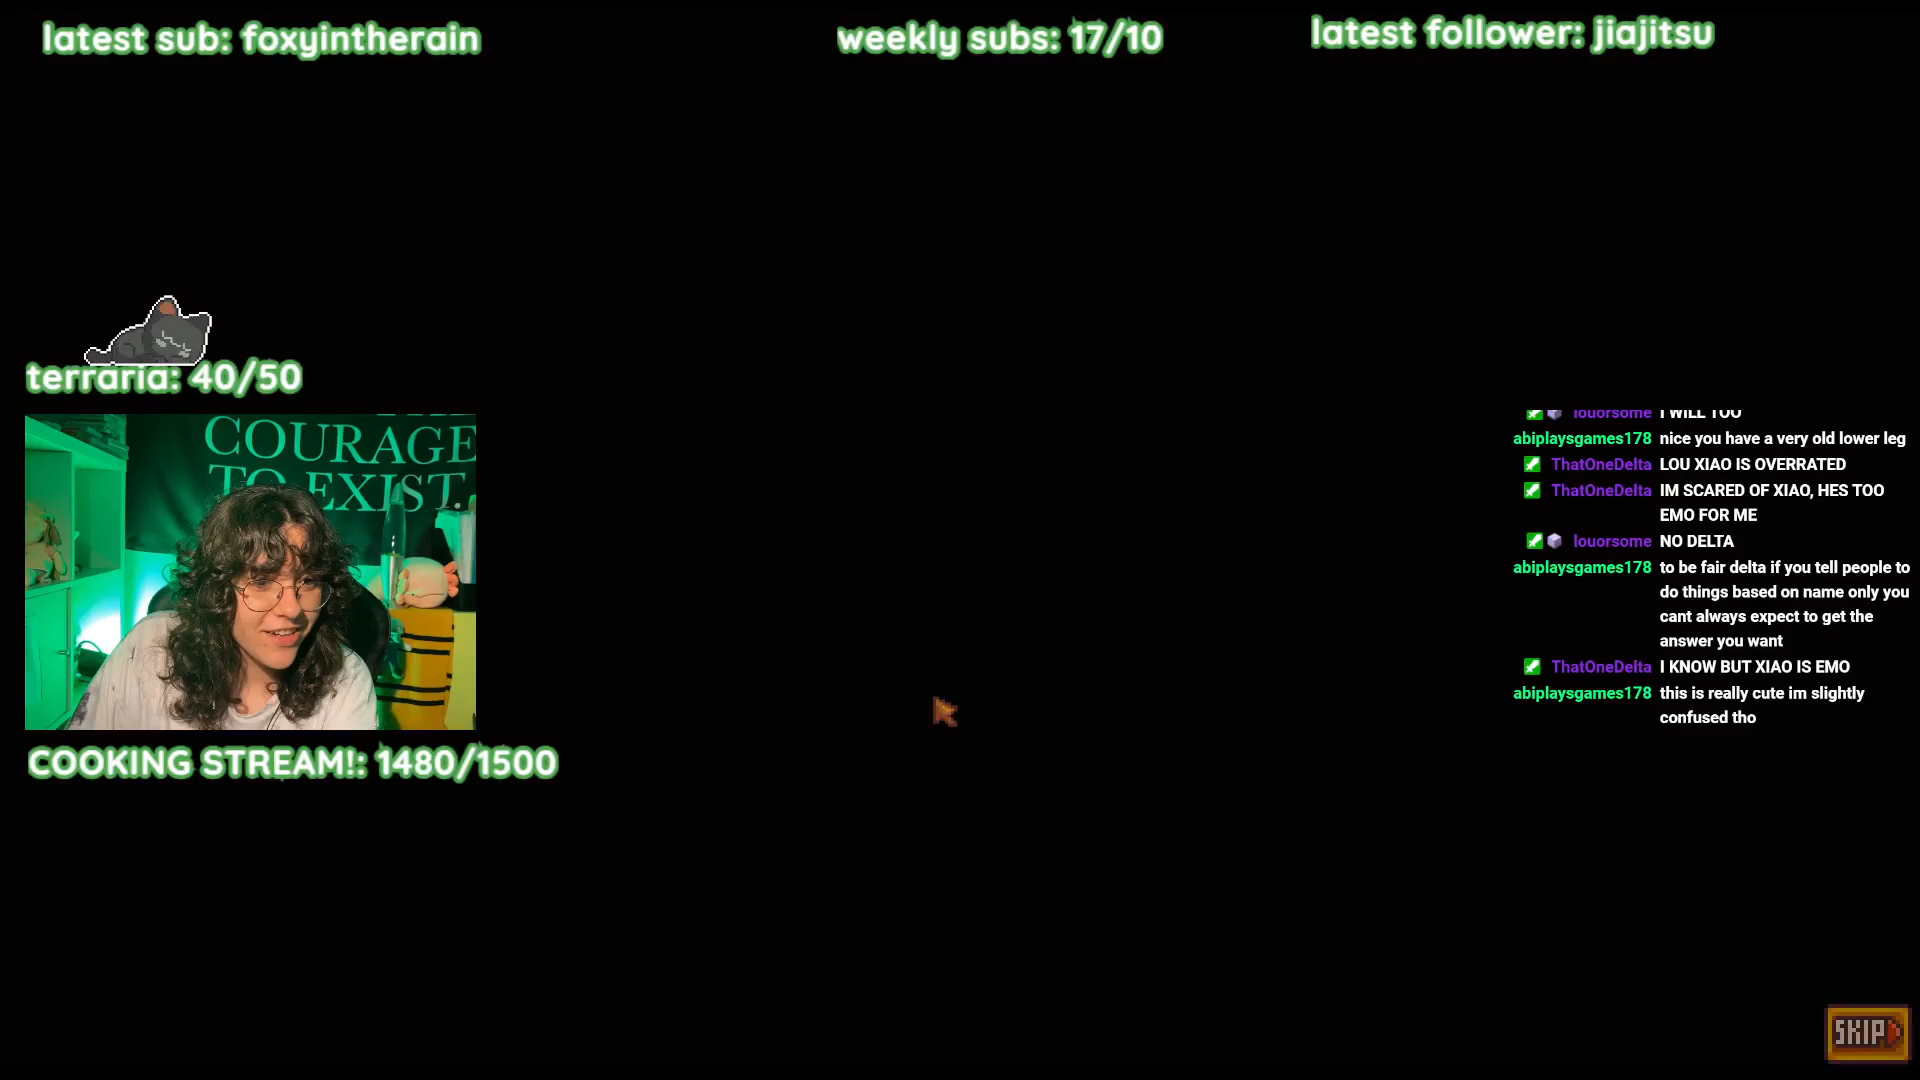 latest sub: foxyintherain
weekly subs: 17/10
latest follower: jiajitsu
terraria: 40/50
COURAGE
TO EXIST.
COOKING STREAM!: 1480/1500
louorsome I WILL TOO
abiplaysgames178 nice you have a very old lower leg
ThatOneDelta LOU XIAO IS OVERRATED
ThatOneDelta IM SCARED OF XIAO, HES TOO
EMO FOR ME
louorsome NO DELTA
abiplaysgames178 to be fair delta if you tell people to
do things based on name only you
cant always expect to get the
answer you want
ThatOneDelta I KNOW BUT XIAO IS EMO
abiplaysgames178 this is really cute im slightly
confused tho
SKIP